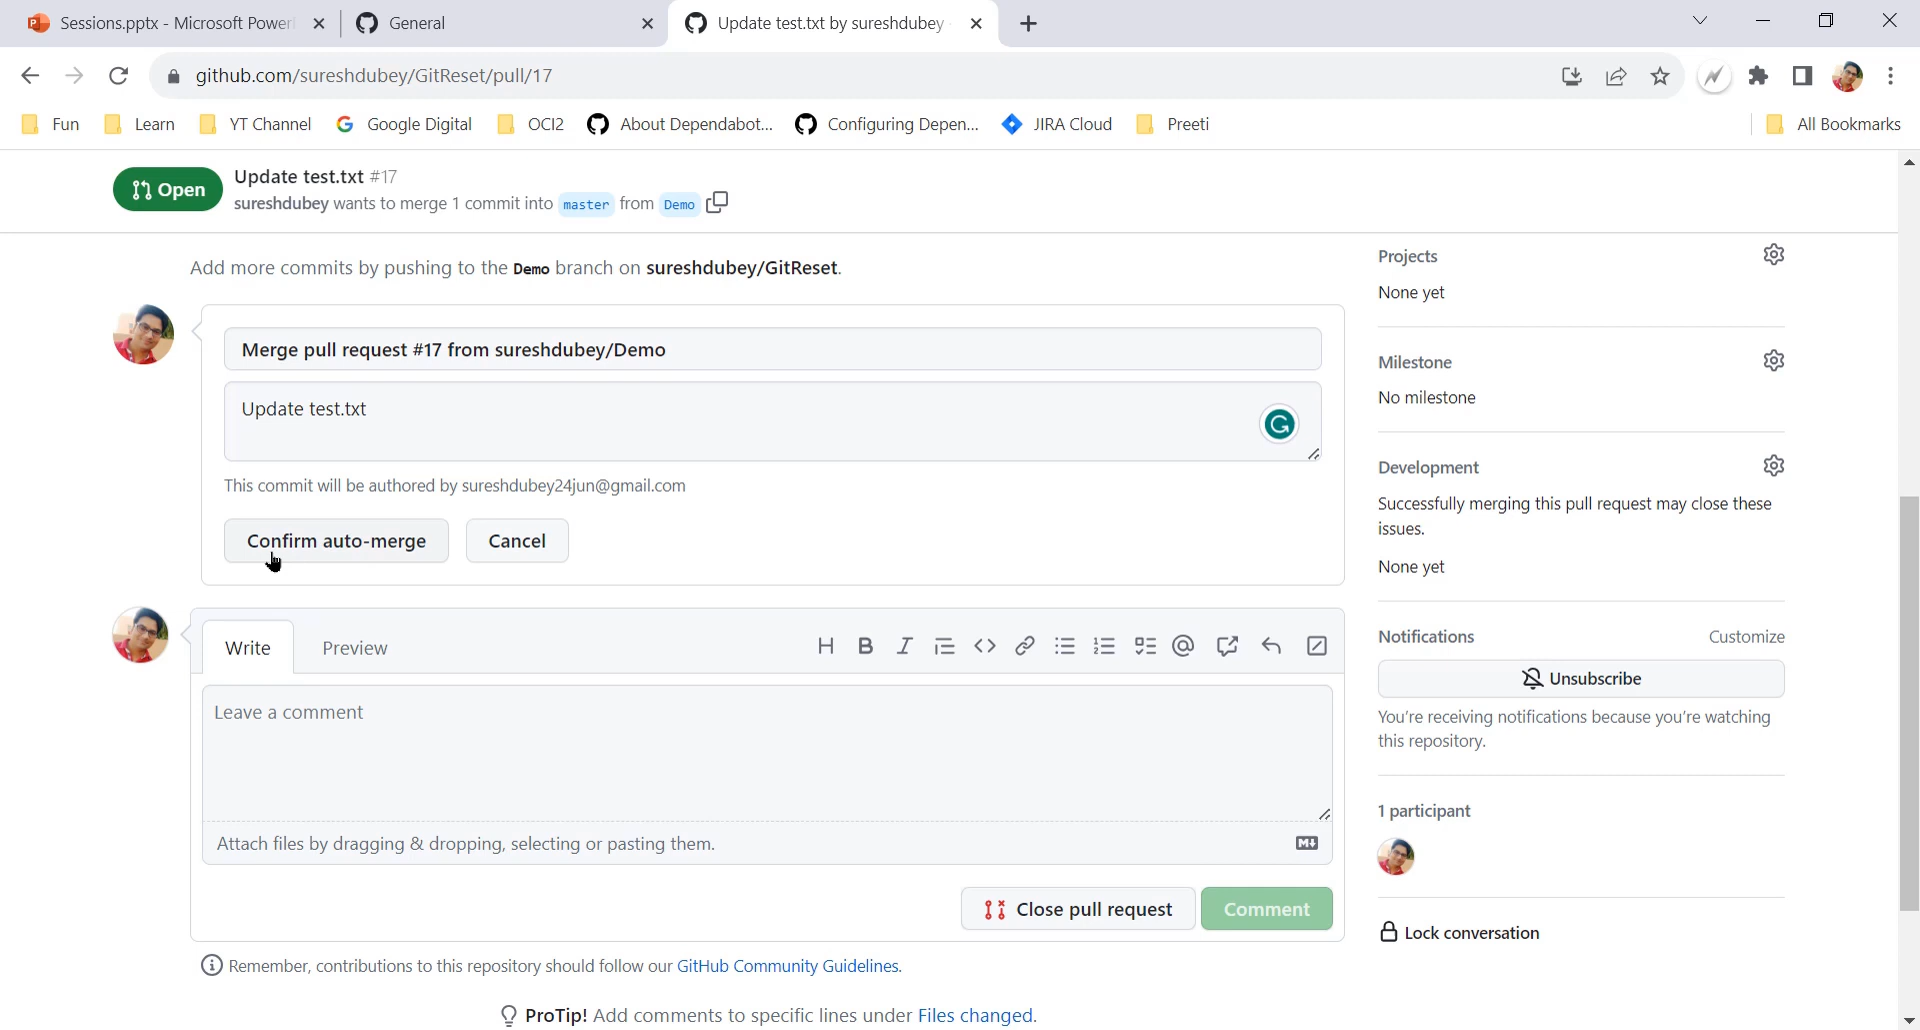 Sessions.pptx - Microsoft Power
General
Update test.txt by sureshdubey
github.com/sureshdubey/GitReset/pull/17
Fun
Learn
YT Channel
Google Digital
OCI2
About Dependabot...
Configuring Depen...
JIRA Cloud
Preeti
All Bookmarks
Open
Update test.txt #17
sureshdubey wants to merge 1 commit into master from Demo
Add more commits by pushing to the Demo branch on sureshdubey/GitReset.
Merge pull request #17 from sureshdubey/Demo
Update test.txt
This commit will be authored by sureshdubey24jun@gmail.com
Confirm auto-merge
Cancel
Write
Preview
Leave a comment
Attach files by dragging & dropping, selecting or pasting them.
Close pull request
Comment
Remember, contributions to this repository should follow our GitHub Community Guidelines.
ProTip! Add comments to specific lines under Files changed.
Projects
None yet
Milestone
No milestone
Development
Successfully merging this pull request may close these
issues.
None yet
Notifications
Customize
Unsubscribe
You're receiving notifications because you're watching
this repository.
1 participant
Lock conversation